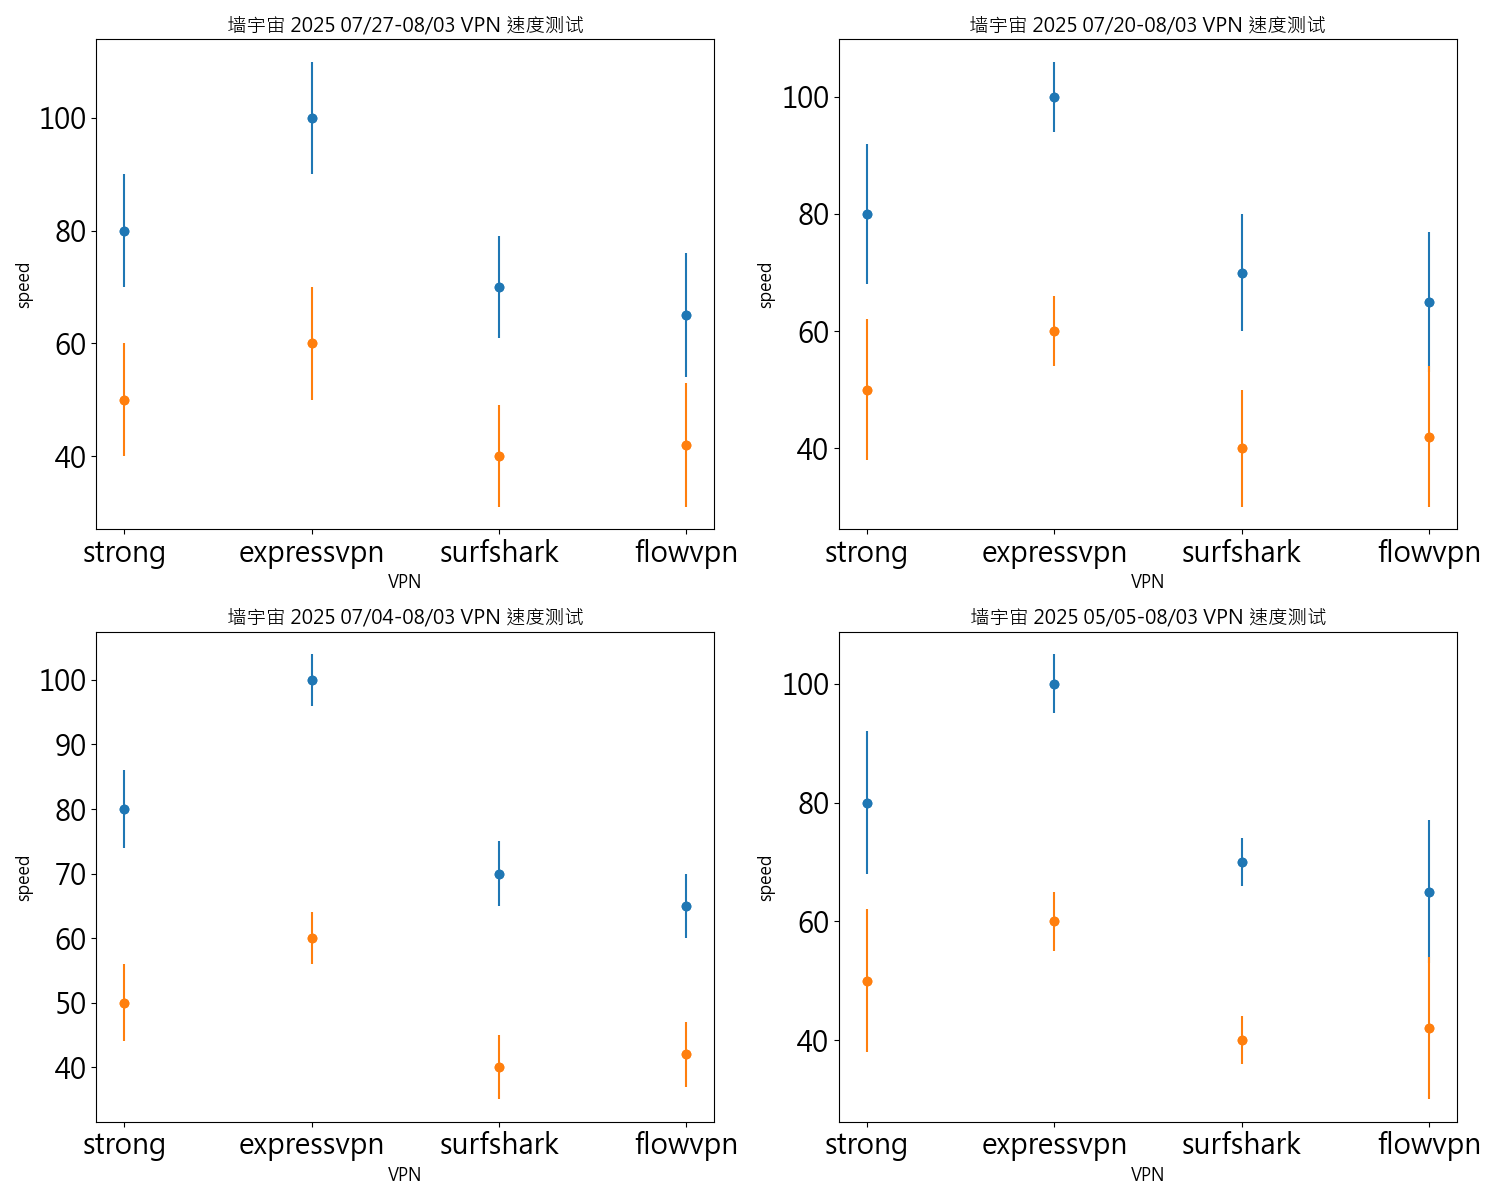 墙宇宙 2025 07/27-08/03 VPN 速度测试
100
80
60
40
speed
strong expressvpn surfshark flowvpn
VPN
墙宇宙 2025 07/20-08/03 VPN 速度测试
100
80
60
40
speed
strong expressvpn surfshark flowvpn
VPN
墙宇宙 2025 07/04-08/03 VPN 速度测试
100
90
80
70
60
50
40
speed
strong expressvpn surfshark flowvpn
VPN
墙宇宙 2025 05/05-08/03 VPN 速度测试
100
80
60
40
speed
strong expressvpn surfshark flowvpn
VPN